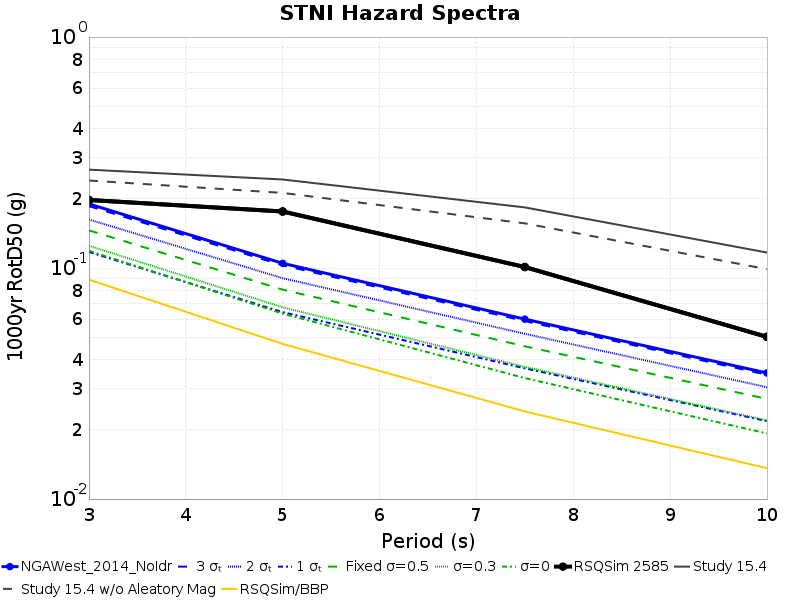 STNI Hazard Spectra
10⁰
8
6
4
3
2
10⁻¹
8
6
4
3
2
10⁻²
1000yr RotD50 (g)
3 4 5 6 7 8 9 10
Period (s)
NGAWest_2014_NoIdr 3 σₜ 2 σₜ 1 σₜ Fixed σ=0.5 σ=0.3 σ=0 RSQSim 2585 Study 15.4
Study 15.4 w/o Aleatory Mag RSQSim/BBP